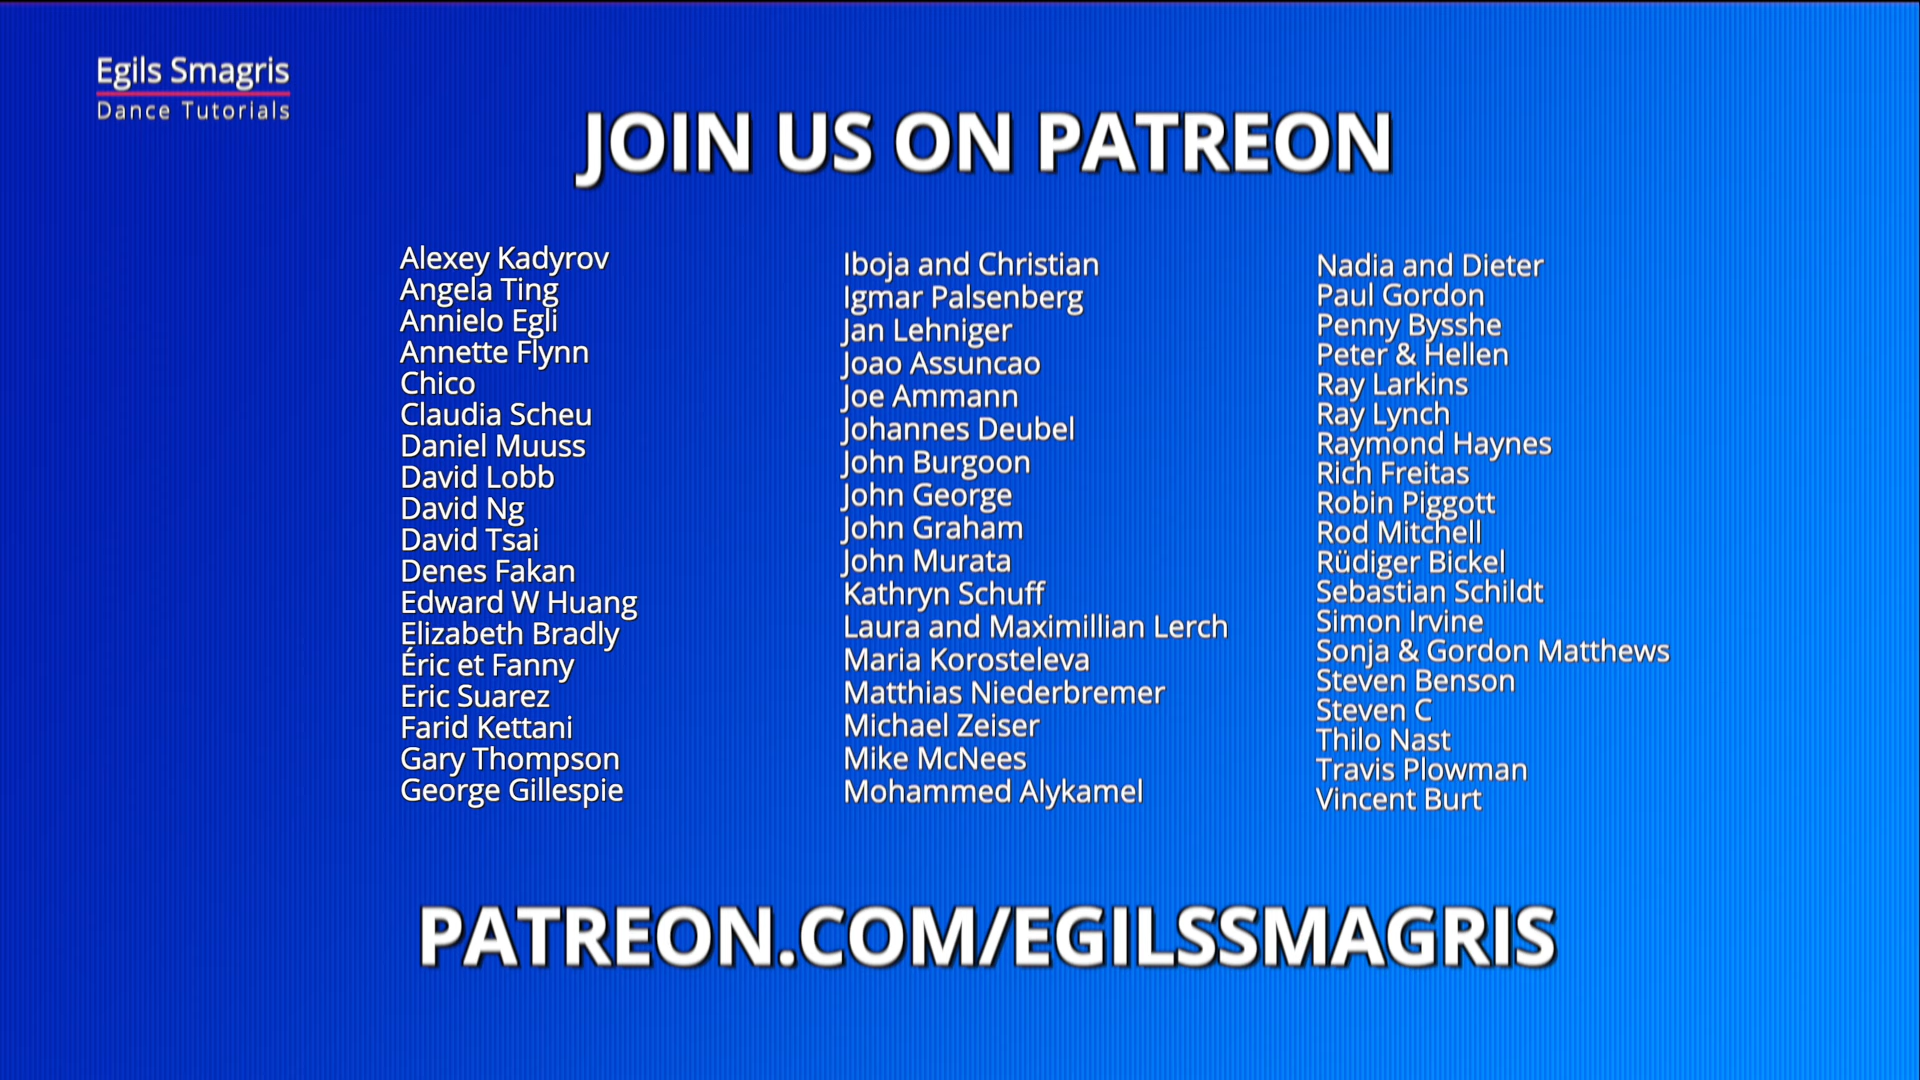 Egils Smagris
Dance Tutorials
JOIN US ON PATREON
Alexey Kadyrov
Angela Ting
Annielo Egli
Annette Flynn
Chico
Claudia Scheu
Daniel Muuss
David Lobb
David Ng
David Tsai
Denes Fakan
Edward W Huang
Elizabeth Bradly
Éric et Fanny
Eric Suarez
Farid Kettani
Gary Thompson
George Gillespie
Iboja and Christian
Igmar Palsenberg
Jan Lehniger
Joao Assuncao
Joe Ammann
Johannes Deubel
John Burgoon
John George
John Graham
John Murata
Kathryn Schuff
Laura and Maximillian Lerch
Maria Korosteleva
Matthias Niederbremer
Michael Zeiser
Mike McNees
Mohammed Alykamel
Nadia and Dieter
Paul Gordon
Penny Bysshe
Peter & Hellen
Ray Larkins
Ray Lynch
Raymond Haynes
Rich Freitas
Robin Piggott
Rod Mitchell
Rüdiger Bickel
Sebastian Schildt
Simon Irvine
Sonja & Gordon Matthews
Steven Benson
Steven C
Thilo Nast
Travis Plowman
Vincent Burt
PATREON.COM/EGILSSMAGRIS